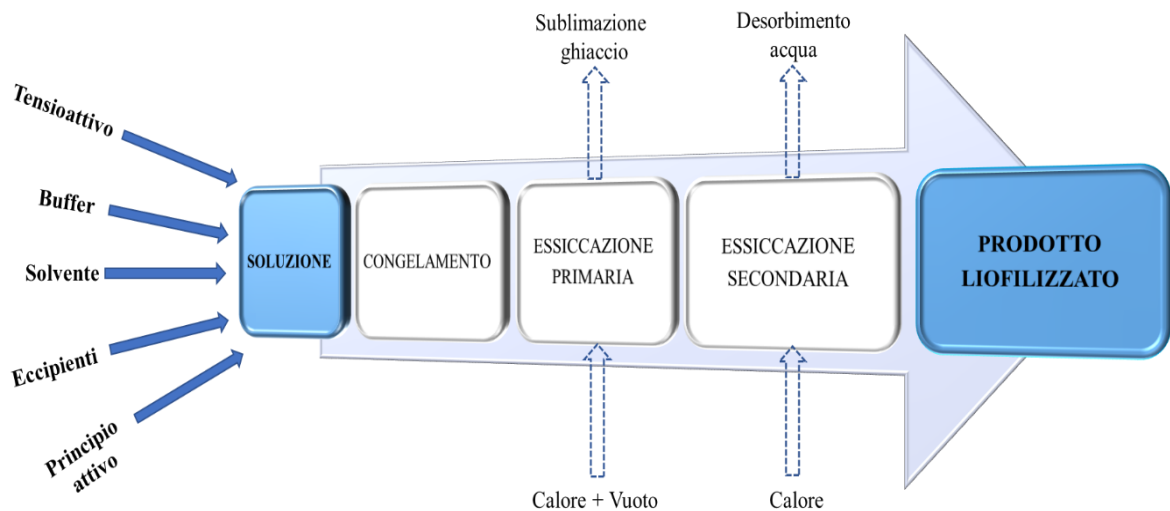 Sublimazione
ghiaccio
Desorbimento
acqua
Tensioattivo
Buffer
Solvente
Eccipienti
Principio
attivo
SOLUZIONE
CONGELAMENTO
ESSICCAZIONE
PRIMARIA
ESSICCAZIONE
SECONDARIA
PRODOTTO
LIOFILIZZATO
Calore + Vuoto
Calore